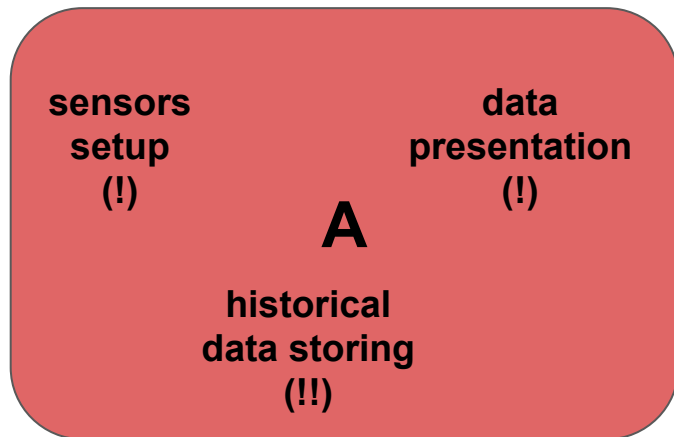 sensors
setup
(!)
data
presentation
(!)
A
historical
data storing
(!!)